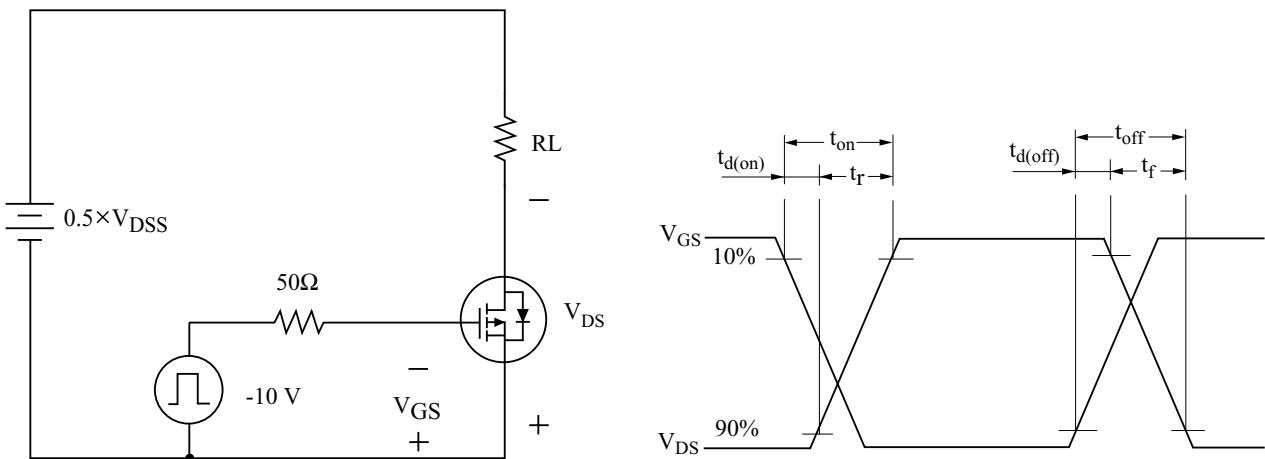 RL
0.5×VDSS
50Ω
VDS
-10 V
VGS
ton
toff
td(on)
tr
td(off)
tf
VGS
10%
90%
VDS